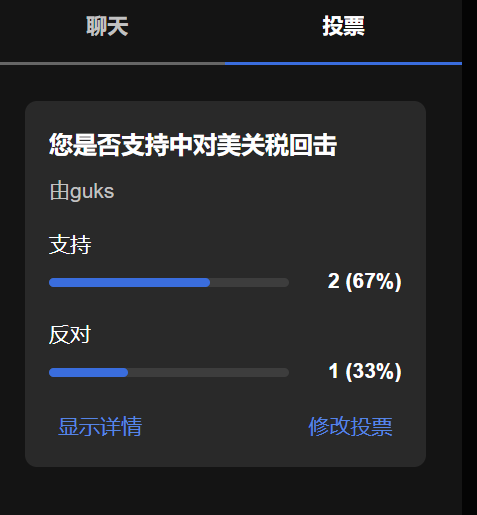 聊天 投票
您是否支持中对美关税回击
由guks
支持
2 (67%)
反对
1 (33%)
显示详情 修改投票